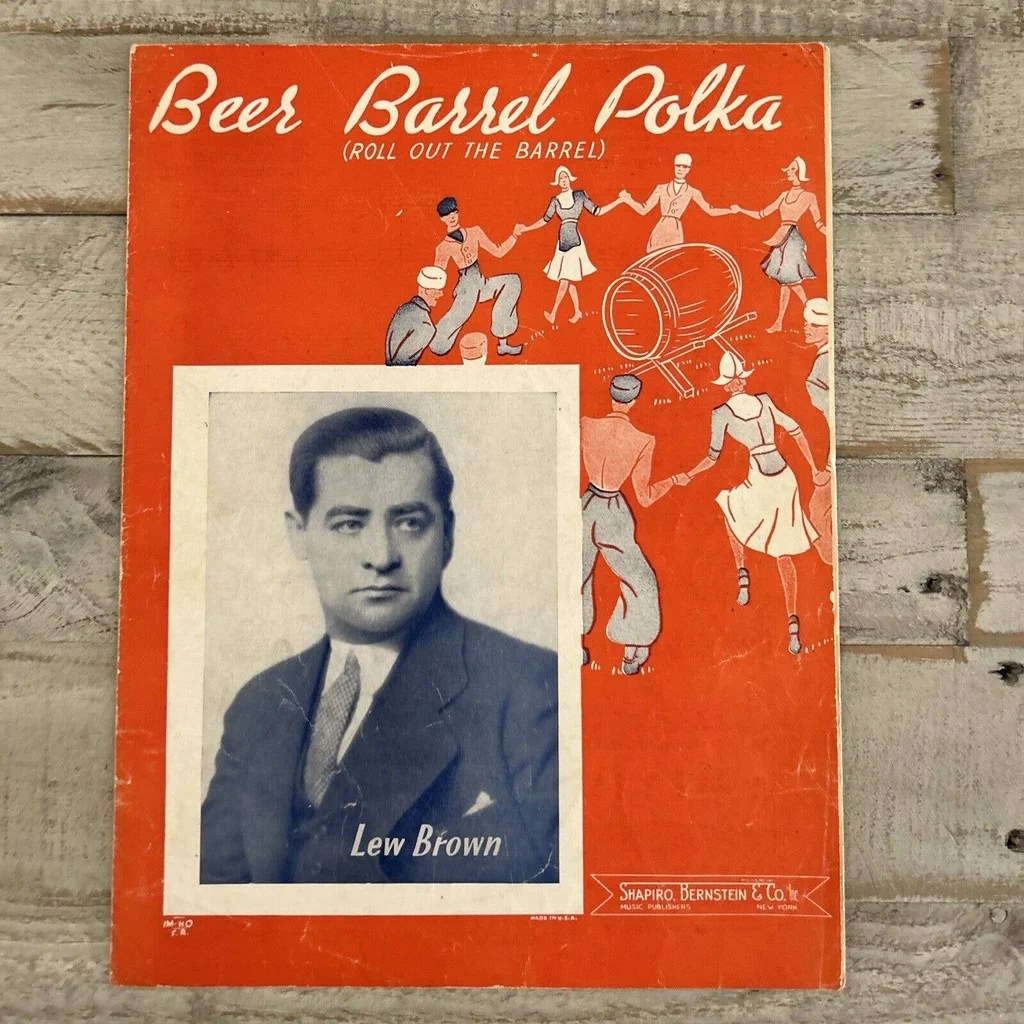 Beer Barrel Polka
(ROLL OUT THE BARREL)
Lew Brown
SHAPIRO, BERNSTEIN & CO. Inc
MUSIC PUBLISHERS NEW YORK
MADE IN U.S.A.